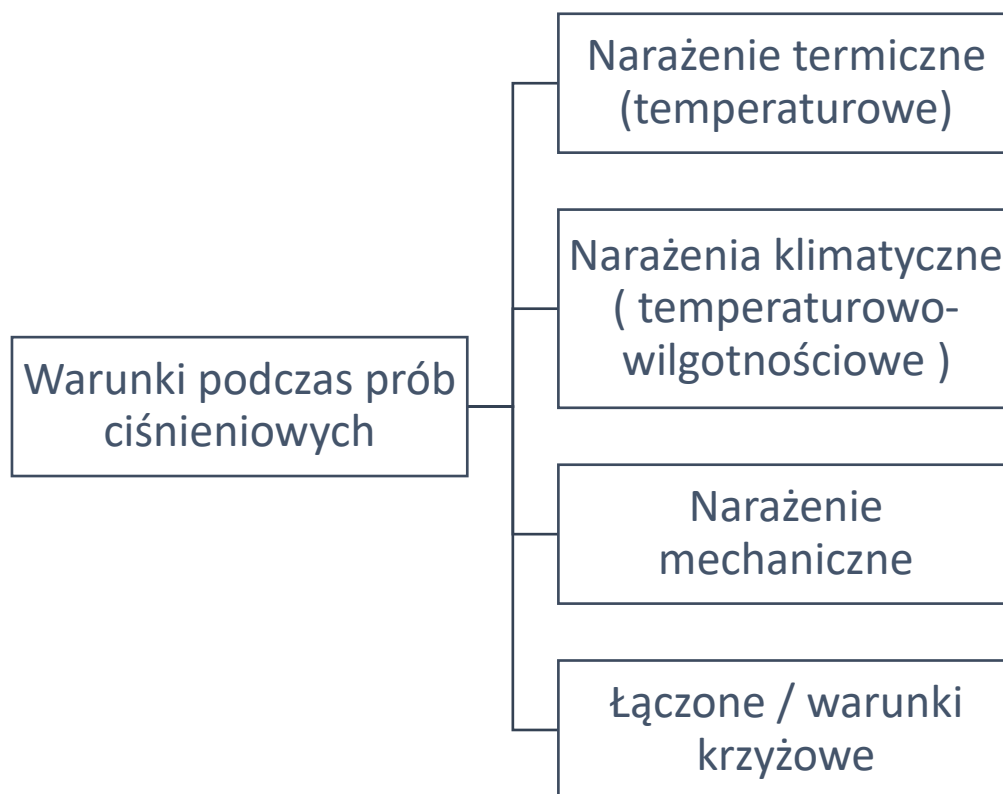 Narażenie termiczne
(temperaturowe)
Narażenia klimatyczne
( temperaturowo-
wilgotnościowe )
Warunki podczas prób
ciśnieniowych
Narażenie
mechaniczne
Łączone / warunki
krzyżowe